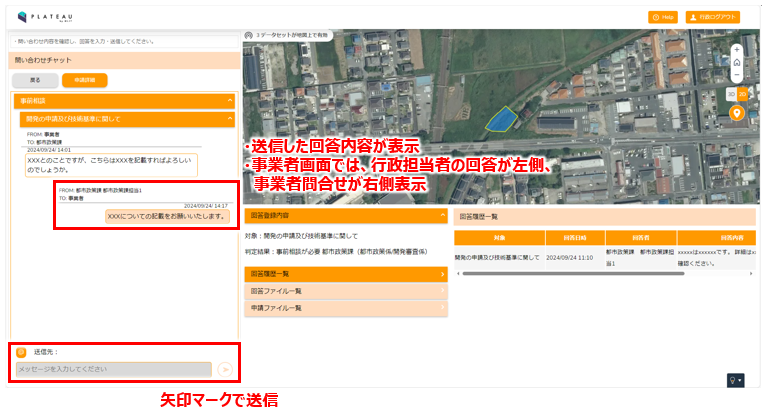 PLATEAU
by MLIT
Help
行政ログアウト
・問い合わせ内容を確認し、回答を入力・送信してください。
問い合わせチャット
戻る
申請詳細
事前相談
開発の申請及び技術基準に関して
FROM: 事業者
TO: 都市政策課
2024/09/24/ 14:01
XXXとのことですが、こちらはXXXを記載すればよろしい
のでしょうか。
FROM: 都市政策課 都市政策課担当1
TO: 事業者
2024/09/24/ 14:17
XXXについての記載をお願いいたします。
送信先：
メッセージを入力してください
矢印マークで送信
3 データセットが地図上で有効
3D
2D
・送信した回答内容が表示
・事業者画面では、行政担当者の回答が左側、
事業者問合せが右側表示
回答登録内容
対象：開発の申請及び技術基準に関して
判定結果：事前相談が必要 都市政策課（都市政策係/開発審査係）
回答履歴一覧
回答ファイル一覧
申請ファイル一覧
回答履歴一覧
対象 回答日時 回答者 回答内容
開発の申請及び技術基準に関して 2024/09/24 11:10 都市政策課 都市政策課担当1 xxxxxはxxxxxxです。 詳細はxx確認ください。